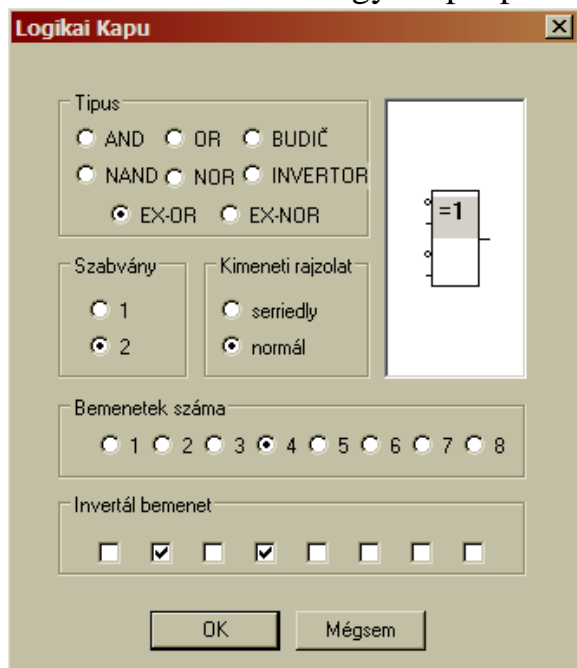 Logikai Kapu
Tipus
AND OR BUDIČ
NAND NOR INVERTOR
EX-OR EX-NOR
=1
Szabvány
1
2
Kimeneti rajzolat
serriedly
normál
Bemenetek száma
1 2 3 4 5 6 7 8
Invertál bemenet
OK Mégsem